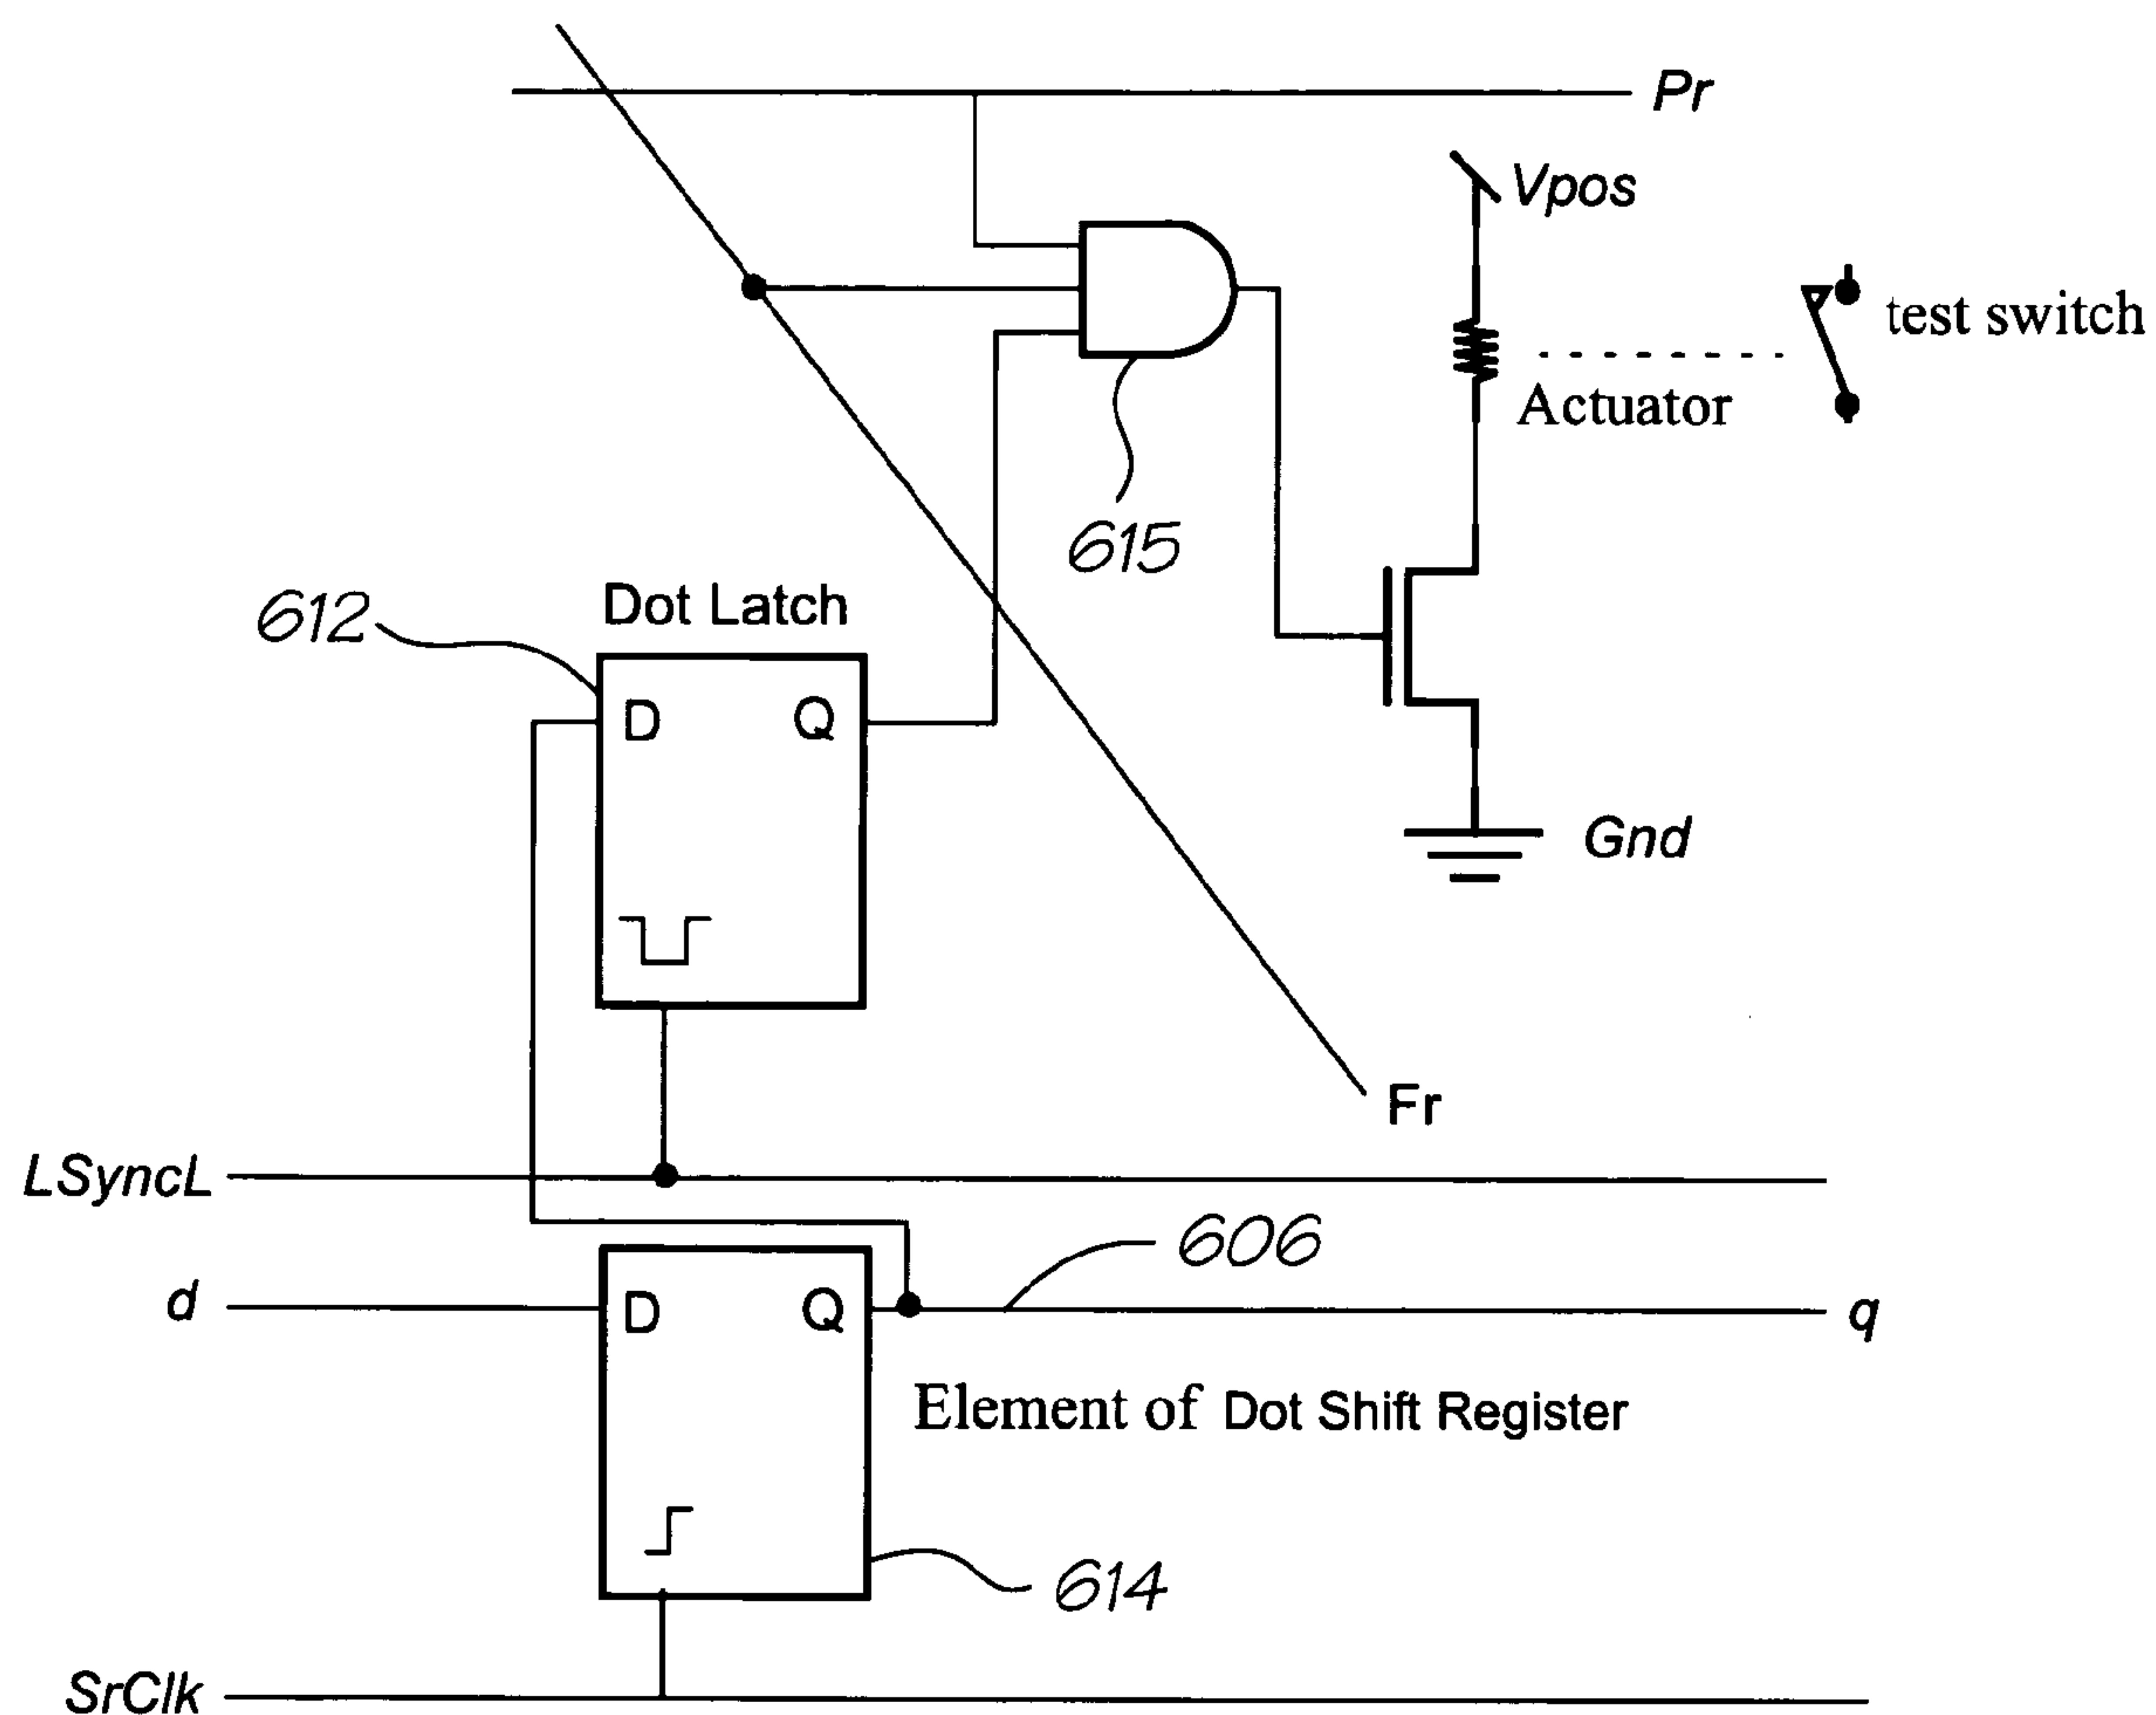 Pr
Vpos
test switch
Actuator
615
612
Dot Latch
D
Q
Gnd
Fr
LSyncL
606
d
D
Q
q
Element of Dot Shift Register
614
SrClk